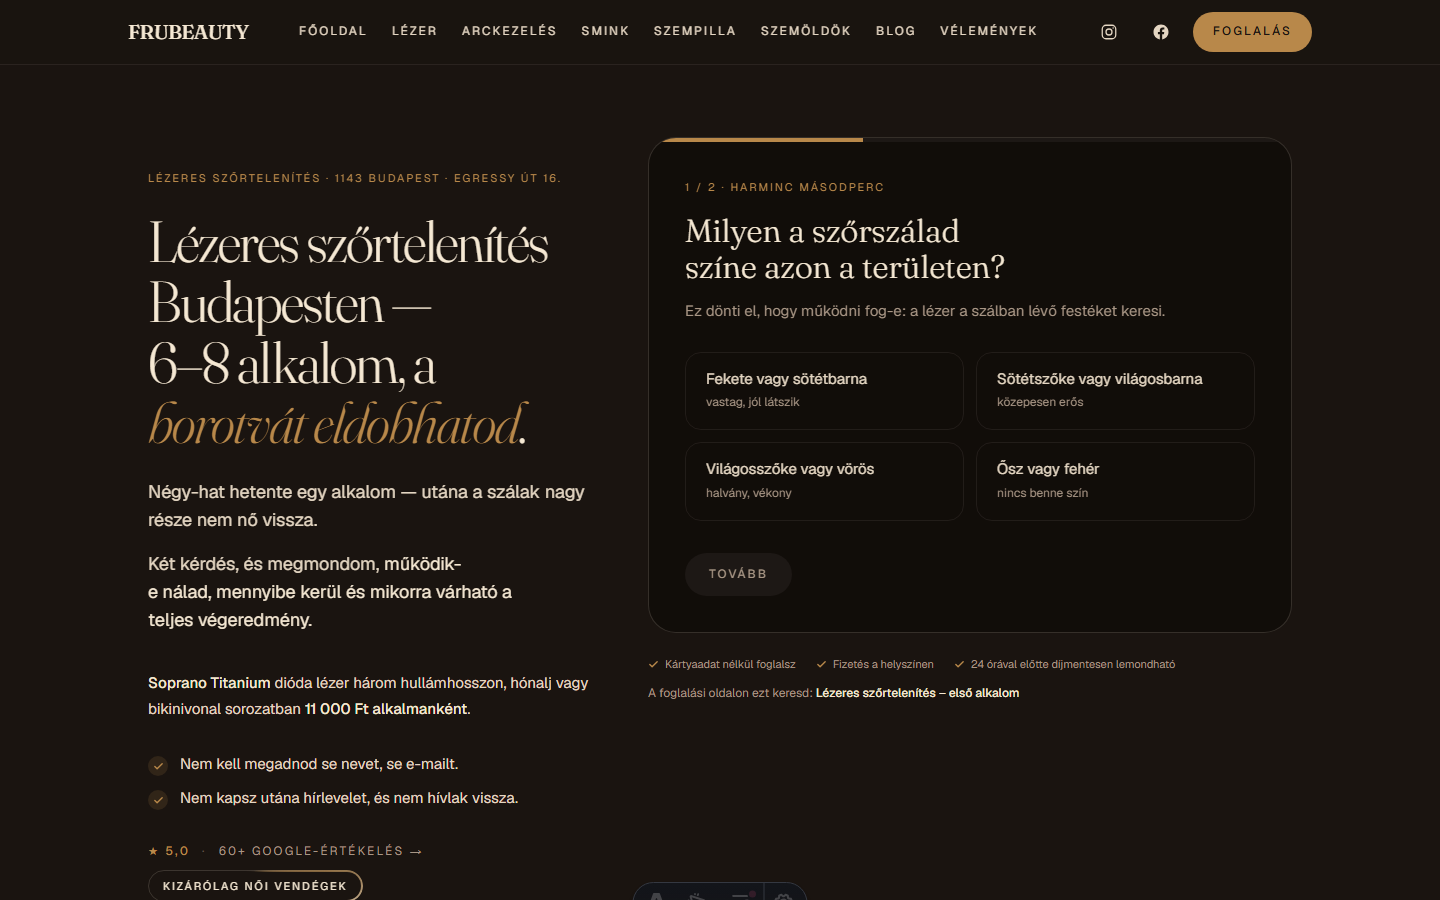 FRUBEAUTY
FŐOLDAL
LÉZER
ARCKEZELÉS
SMINK
SZEMPILLA
SZEMÖLDÖK
BLOG
VÉLEMÉNYEK
FOGLALÁS
LÉZERES SZŐRTELENÍTÉS · 1143 BUDAPEST · EGRESSY ÚT 16.
Lézeres szőrtelenítés
Budapesten —
6–8 alkalom, a
borotvát eldobhatod.
Négy-hat hetente egy alkalom — utána a szálak nagy
része nem nő vissza.
Két kérdés, és megmondom, működik-
e nálad, mennyibe kerül és mikorra várható a
teljes végeredmény.
Soprano Titanium dióda lézer három hullámhosszon, hónalj vagy
bikinivonal sorozatban 11 000 Ft alkalmanként.
Nem kell megadnod se nevet, se e-mailt.
Nem kapsz utána hírlevelet, és nem hívlak vissza.
★ 5,0 · 60+ GOOGLE-ÉRTÉKELÉS →
KIZÁRÓLAG NŐI VENDÉGEK
1 / 2 · HARMINC MÁSODPERC
Milyen a szőrszálad
színe azon a területen?
Ez dönti el, hogy működni fog-e: a lézer a szálban lévő festéket keresi.
Fekete vagy sötétbarna
vastag, jól látszik
Sötétszőke vagy világosbarna
közepesen erős
Világosszőke vagy vörös
halvány, vékony
Ősz vagy fehér
nincs benne szín
TOVÁBB
Kártyaadat nélkül foglalsz
Fizetés a helyszínen
24 órával előtte díjmentesen lemondható
A foglalási oldalon ezt keresd: Lézeres szőrtelenítés – első alkalom